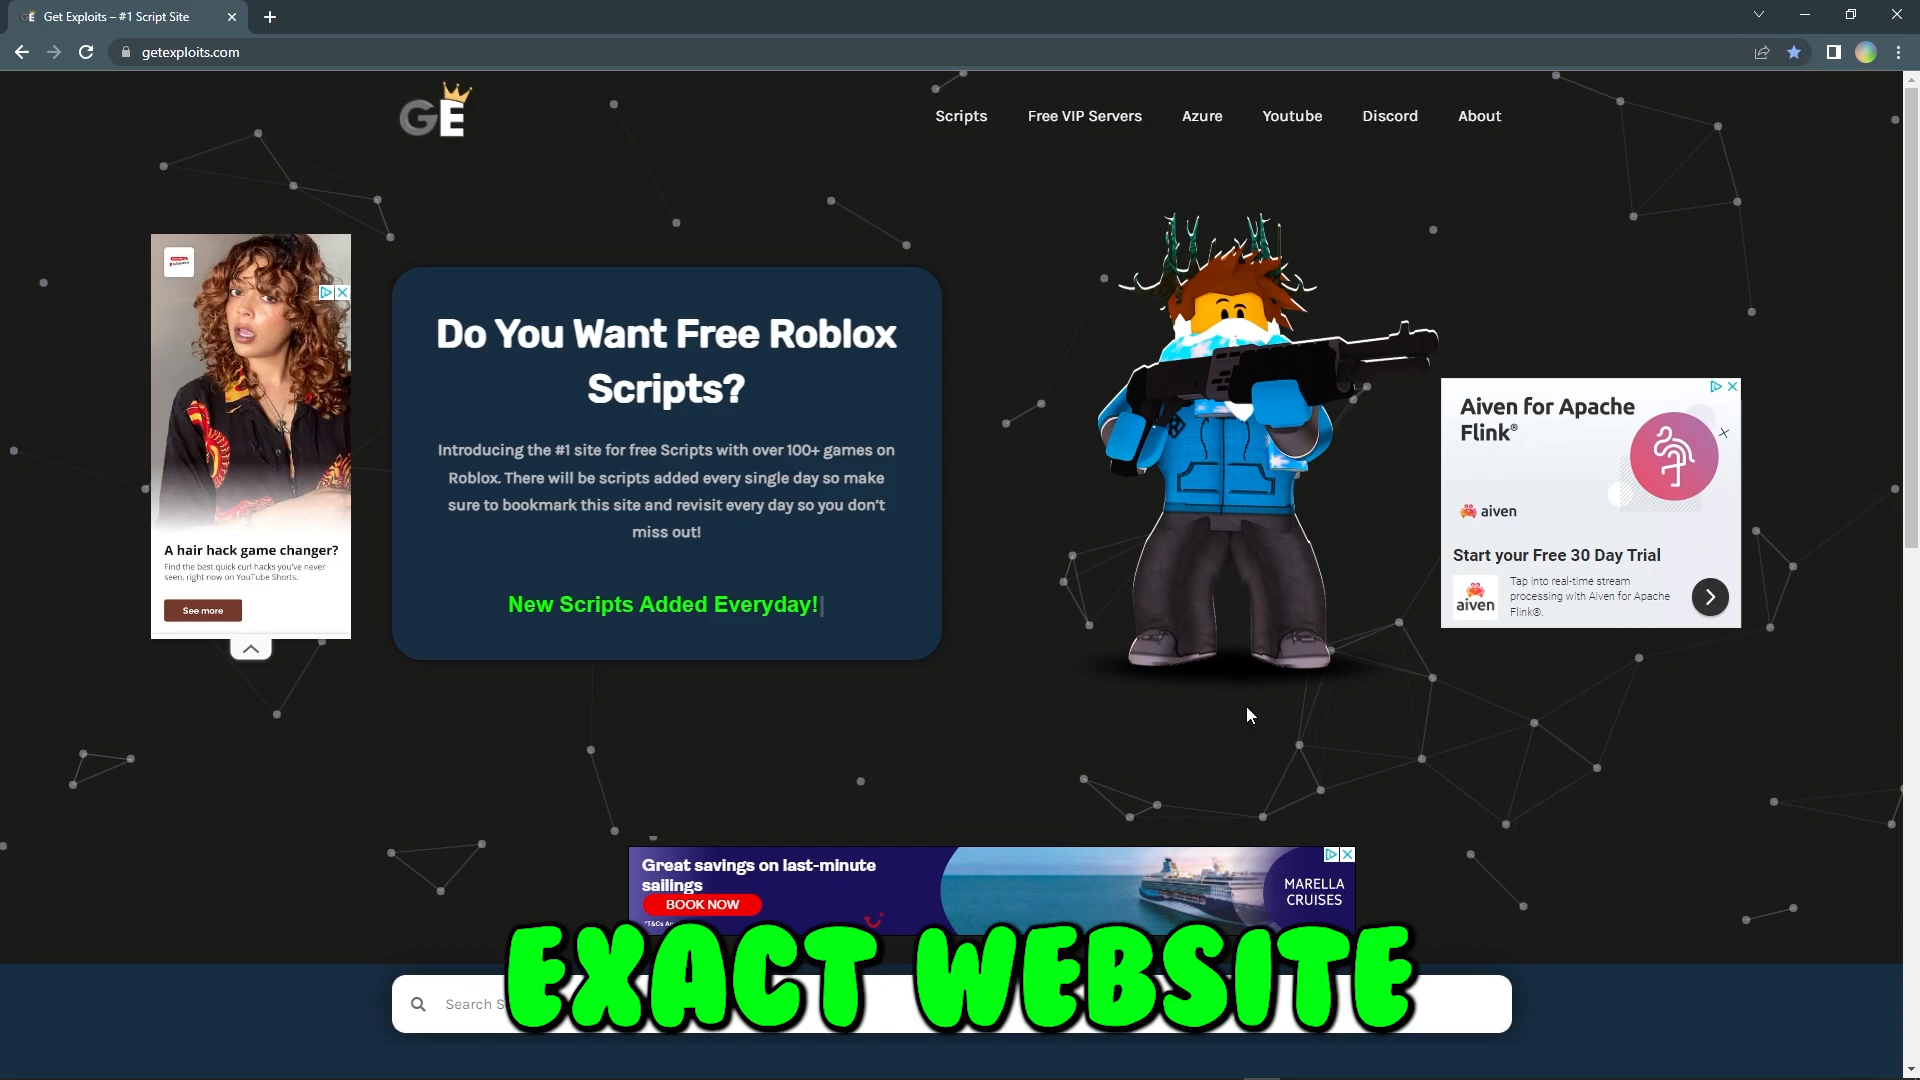 Get Exploits – #1 Script Site
getexploits.com
GE
Scripts
Free VIP Servers
Azure
Youtube
Discord
About
Do You Want Free Roblox
Scripts?
Introducing the #1 site for free Scripts with over 100+ games on
Roblox. There will be scripts added every single day so make
sure to bookmark this site and revisit every day so you don't
miss out!
New Scripts Added Everyday!
A hair hack game changer?
Find the best quick curl hacks you've never
seen, right now on YouTube Shorts.
See more
Aiven for Apache
Flink®
aiven
Start your Free 30 Day Trial
aiven
Tap into real-time stream
processing with Aiven for Apache
Flink®.
Great savings on last-minute
sailings
BOOK NOW
MARELLA
CRUISES
Search
EXACT WEBSITE